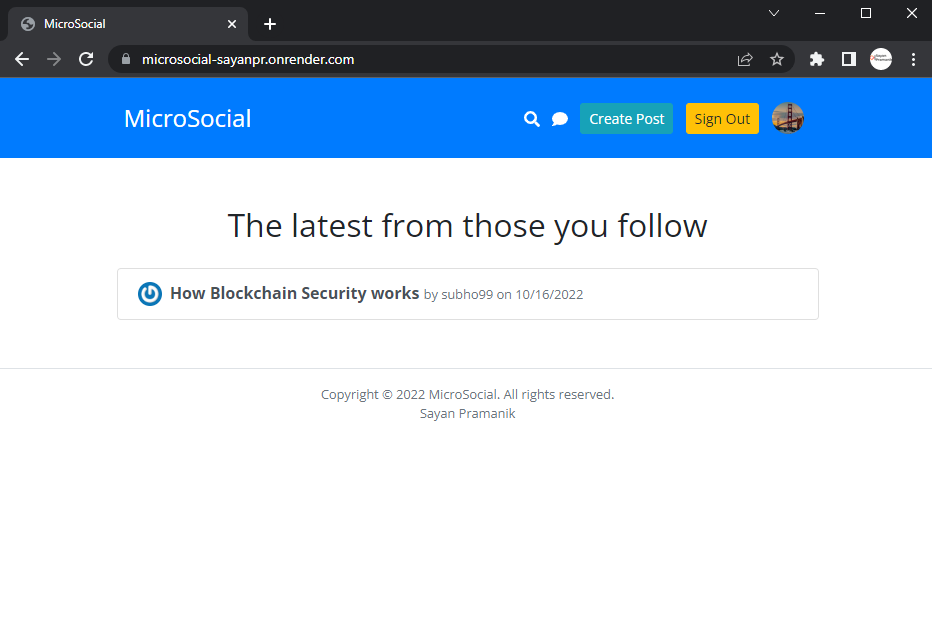 MicroSocial
microsocial-sayanpr.onrender.com
MicroSocial
Create Post
Sign Out
The latest from those you follow
How Blockchain Security works by subho99 on 10/16/2022
Copyright © 2022 MicroSocial. All rights reserved.
Sayan Pramanik